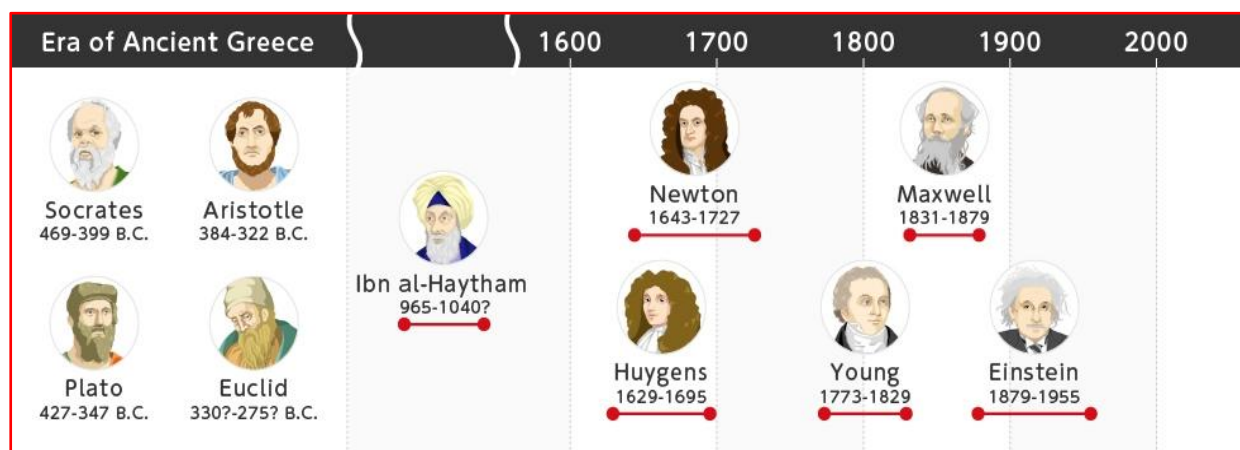 Era of Ancient Greece 1600 1700 1800 1900 2000
Socrates
469-399 B.C.
Aristotle
384-322 B.C.
Plato
427-347 B.C.
Euclid
330?-275? B.C.
Ibn al-Haytham
965-1040?
Newton
1643-1727
Maxwell
1831-1879
Huygens
1629-1695
Young
1773-1829
Einstein
1879-1955